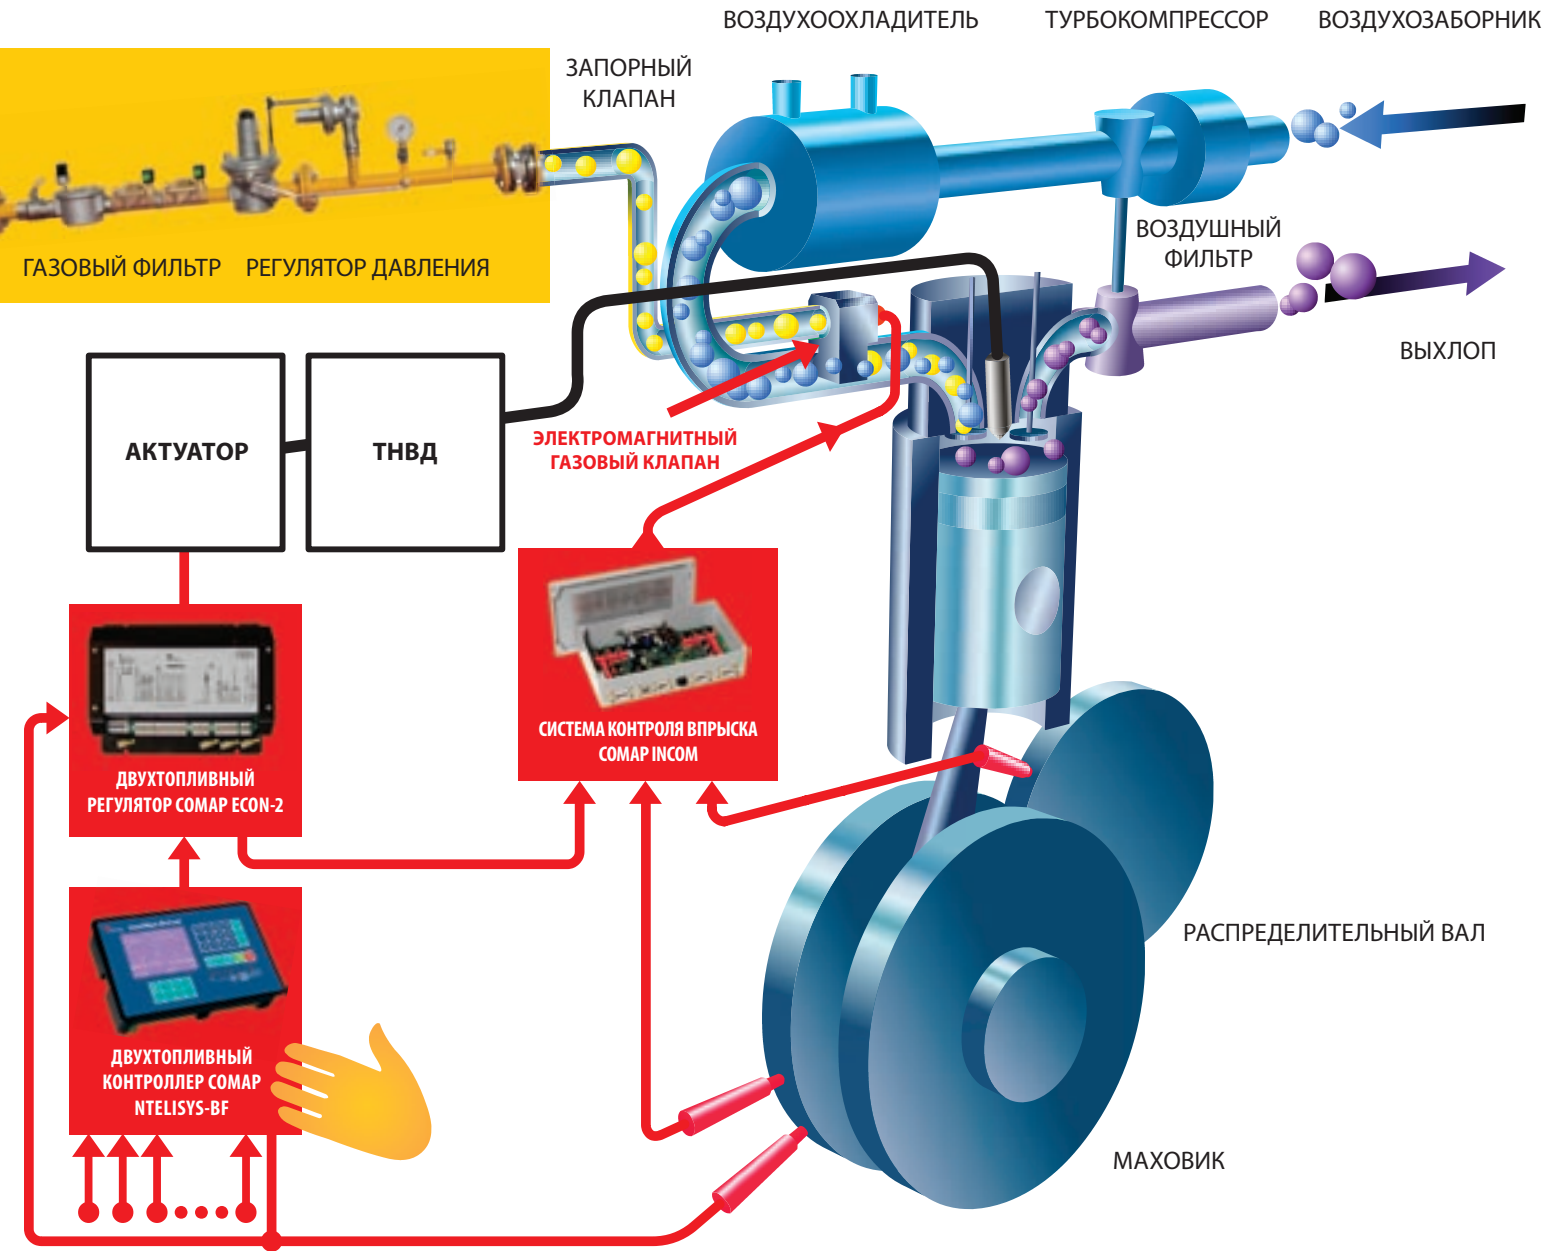 ВОЗДУХООХЛАДИТЕЛЬ
ТУРБОКОМПРЕССОР
ВОЗДУХОЗАБОРНИК
ЗАПОРНЫЙ
КЛАПАН
ГАЗОВЫЙ ФИЛЬТР
РЕГУЛЯТОР ДАВЛЕНИЯ
ВОЗДУШНЫЙ
ФИЛЬТР
ВЫХЛОП
АКТУАТОР
ТНВД
ЭЛЕКТРОМАГНИТНЫЙ
ГАЗОВЫЙ КЛАПАН
СИСТЕМА КОНТРОЛЯ ВПРЫСКА
COMAP INCOM
ДВУХТОПЛИВНЫЙ
РЕГУЛЯТОР COMAP ECON-2
РАСПРЕДЕЛИТЕЛЬНЫЙ ВАЛ
ДВУХТОПЛИВНЫЙ
КОНТРОЛЛЕР COMAP
NTELISYS-BF
МАХОВИК